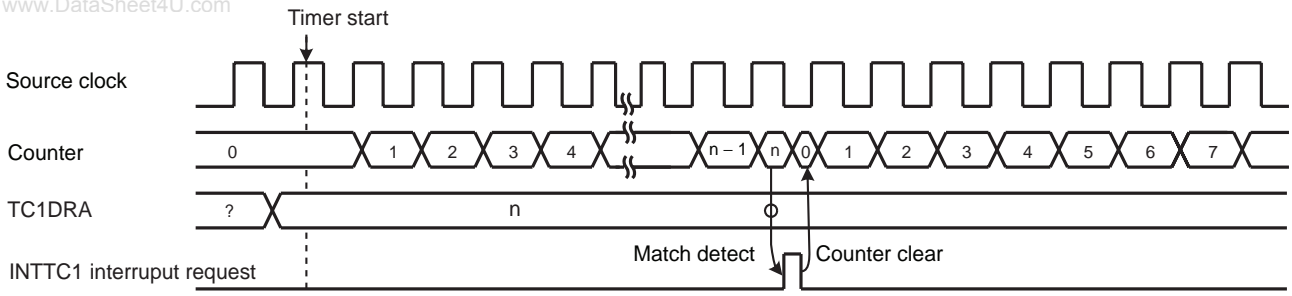 www.DataSheet4U.com
Timer start
Source clock
Counter 0 1 2 3 4 n – 1 n 0 1 2 3 4 5 6 7
TC1DRA ? n
Match detect Counter clear
INTTC1 interruput request